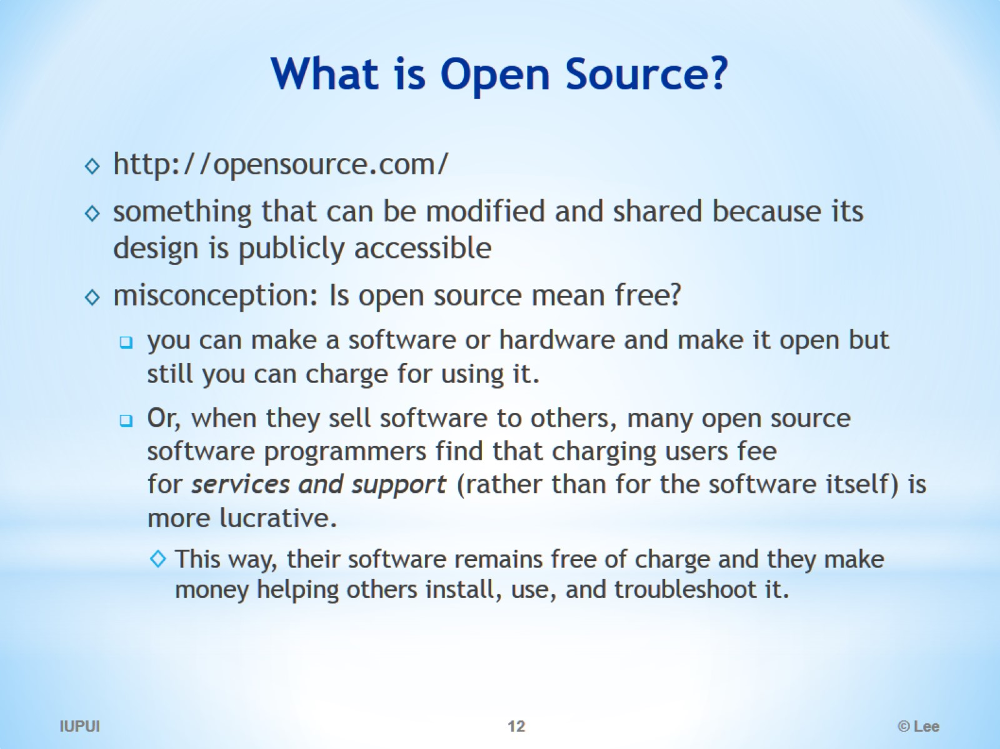 What is Open Source?
http://opensource.com/
something that can be modified and shared because its
design is publicly accessible
misconception: Is open source mean free?
you can make a software or hardware and make it open but
still you can charge for using it.
Or, when they sell software to others, many open source
software programmers find that charging users fee
for services and support (rather than for the software itself) is
more lucrative.
This way, their software remains free of charge and they make
money helping others install, use, and troubleshoot it.
IUPUI
12
© Lee